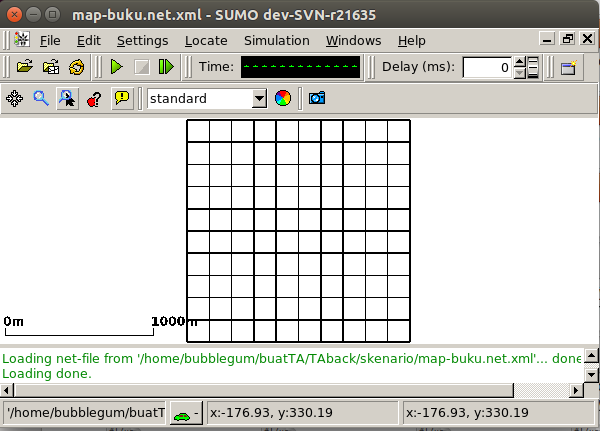 map-buku.net.xml - SUMO dev-SVN-r21635
File Edit Settings Locate Simulation Windows Help
Time: Delay (ms): 0
standard
0m 1000m
Loading net-file from '/home/bubblegum/buatTA/TAback/skenario/map-buku.net.xml'... done
Loading done.
'/home/bubblegum/buatT - x:-176.93, y:330.19 x:-176.93, y:330.19